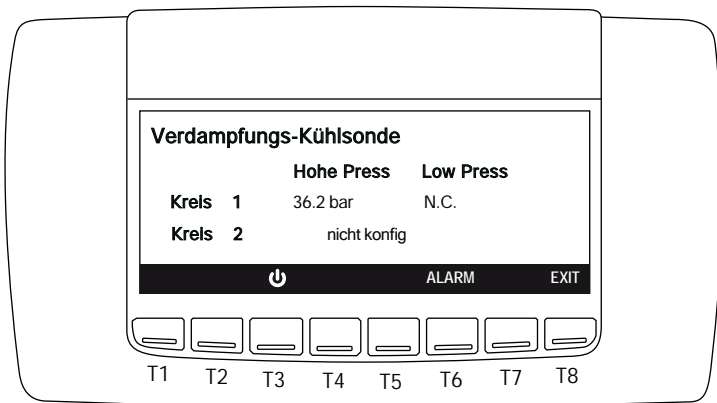 Verdampfungs-Kühlsonde
Hohe Press Low Press
Kreis 1 36.2 bar N.C.
Kreis 2 nicht konfig
ALARM EXIT
T1 T2 T3 T4 T5 T6 T7 T8